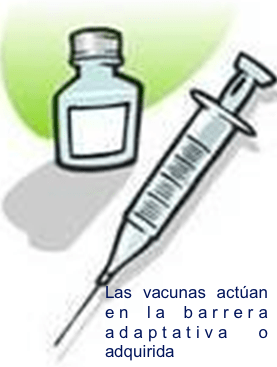 Las vacunas actúan
en la barrera
adaptativa o
adquirida